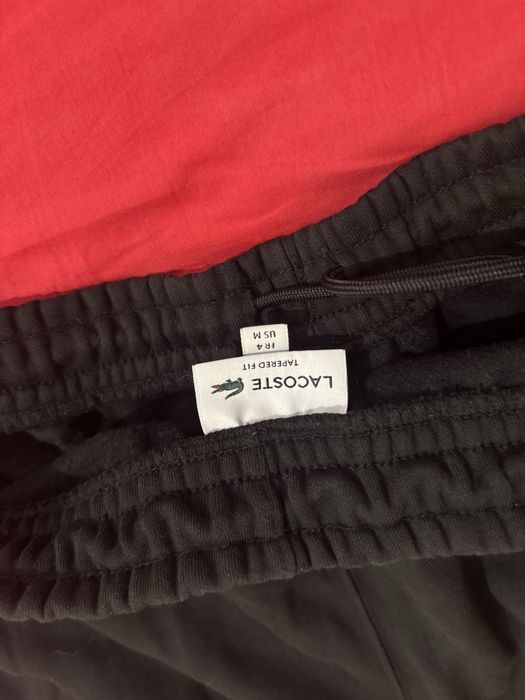 LACOSTE
TAPERED FIT
FR 4
US M